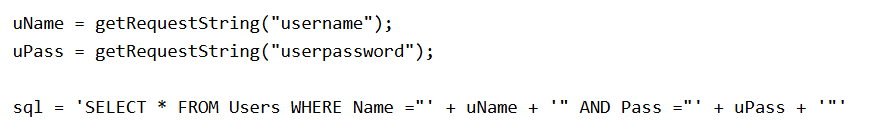 uName = getRequestString("username");
uPass = getRequestString("userpassword");
sql = 'SELECT * FROM Users WHERE Name ="' + uName + '" AND Pass ="' + uPass + '"'